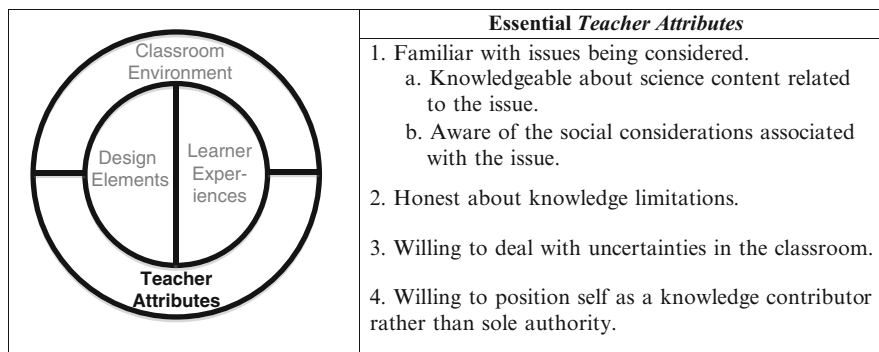 Classroom
Environment
Design
Elements
Learner
Exper-
iences
Teacher
Attributes
Essential Teacher Attributes
1. Familiar with issues being considered.
a. Knowledgeable about science content related
to the issue.
b. Aware of the social considerations associated
with the issue.
2. Honest about knowledge limitations.
3. Willing to deal with uncertainties in the classroom.
4. Willing to position self as a knowledge contributor
rather than sole authority.